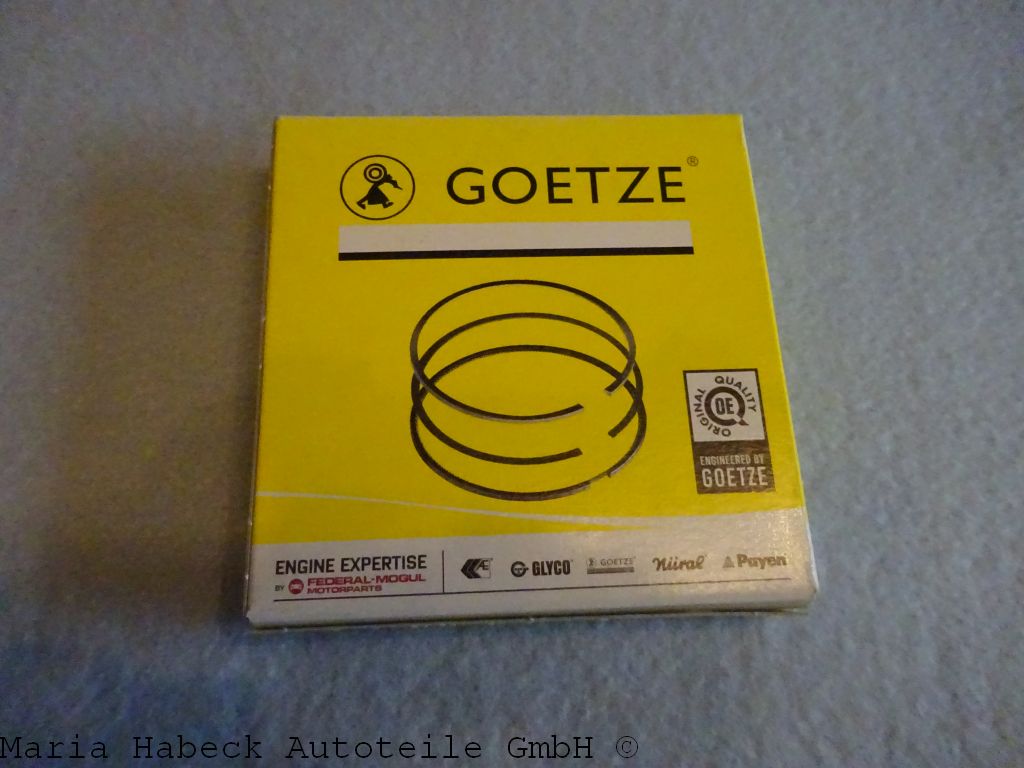 GOETZE®
ORIGINAL QUALITY
OE
ENGINEERED BY
GOETZE
ENGINE EXPERTISE
BY FEDERAL-MOGUL
MOTORPARTS
AE
GLYCO®
GOETZE®
Nüral®
Payen
Maria Habeck Autoteile GmbH ©